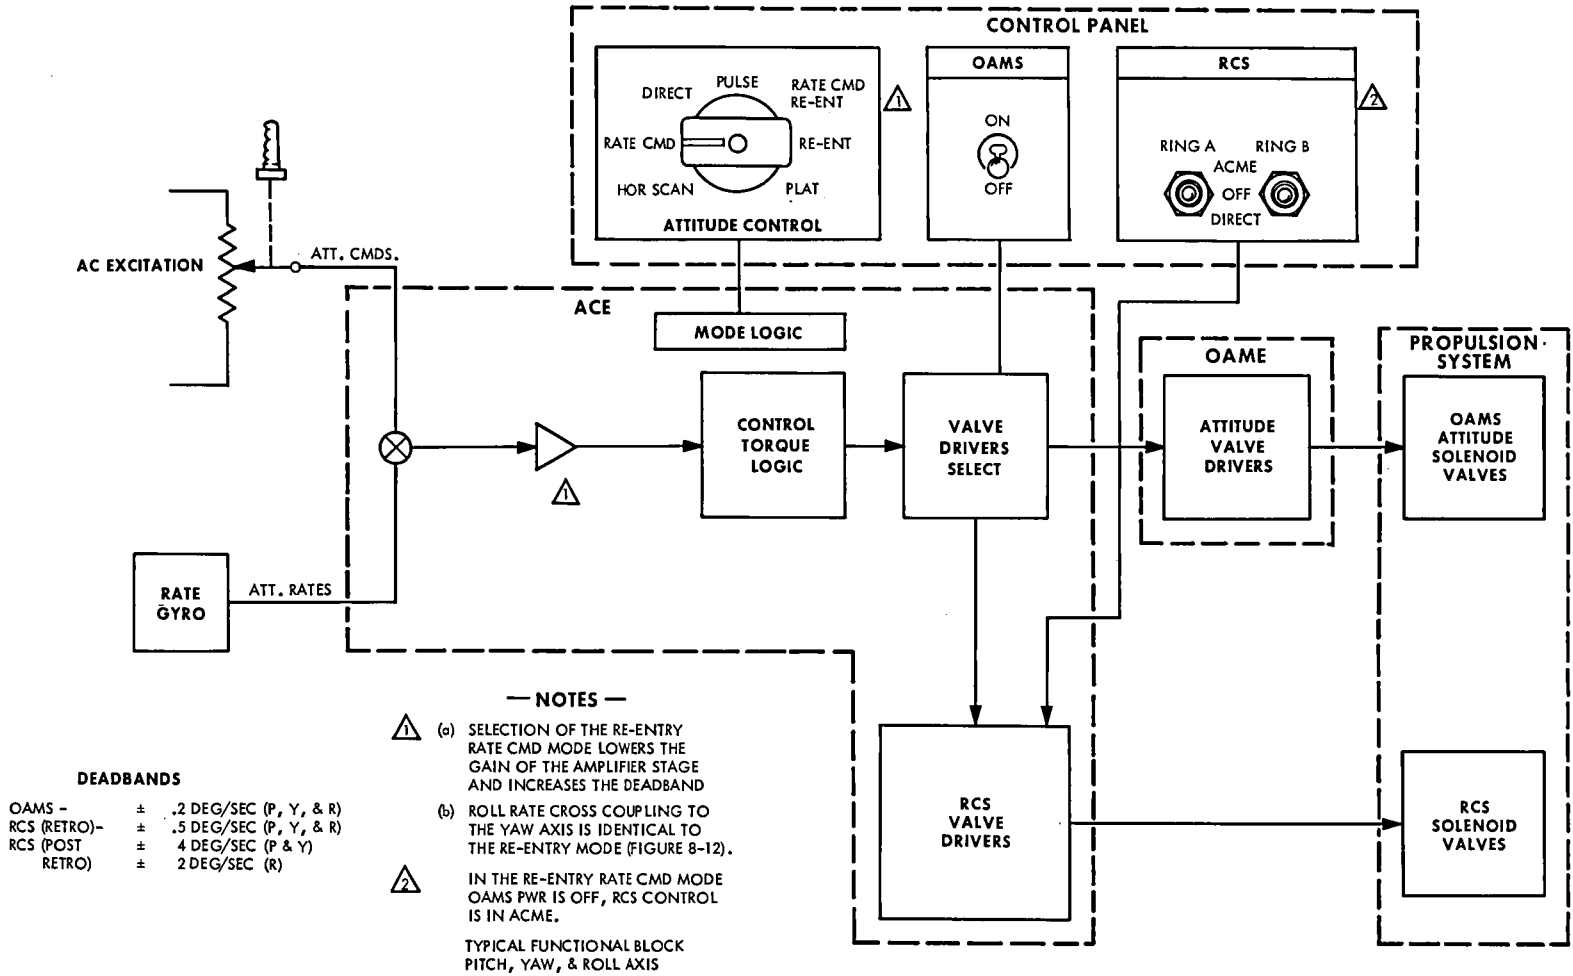 CONTROL PANEL
DIRECT
PULSE
RATE CMD
RE-ENT
RATE CMD
RE-ENT
HOR SCAN
PLAT
ATTITUDE CONTROL
1
OAMS
ON
OFF
RCS
2
RING A
RING B
ACME
OFF
DIRECT
AC EXCITATION
ATT. CMDS.
ACE
MODE LOGIC
CONTROL
TORQUE
LOGIC
VALVE
DRIVERS
SELECT
OAME
ATTITUDE
VALVE
DRIVERS
PROPULSION
SYSTEM
OAMS
ATTITUDE
SOLENOID
VALVES
1
RATE
GYRO
ATT. RATES
RCS
VALVE
DRIVERS
RCS
SOLENOID
VALVES
— NOTES —
1 (a) SELECTION OF THE RE-ENTRY
RATE CMD MODE LOWERS THE
GAIN OF THE AMPLIFIER STAGE
AND INCREASES THE DEADBAND
(b) ROLL RATE CROSS COUPLING TO
THE YAW AXIS IS IDENTICAL TO
THE RE-ENTRY MODE (FIGURE 8-12).
2 IN THE RE-ENTRY RATE CMD MODE
OAMS PWR IS OFF, RCS CONTROL
IS IN ACME.
TYPICAL FUNCTIONAL BLOCK
PITCH, YAW, & ROLL AXIS
DEADBANDS
OAMS - ± .2 DEG/SEC (P, Y, & R)
RCS (RETRO)- ± .5 DEG/SEC (P, Y, & R)
RCS (POST ± 4 DEG/SEC (P & Y)
RETRO) ± 2 DEG/SEC (R)